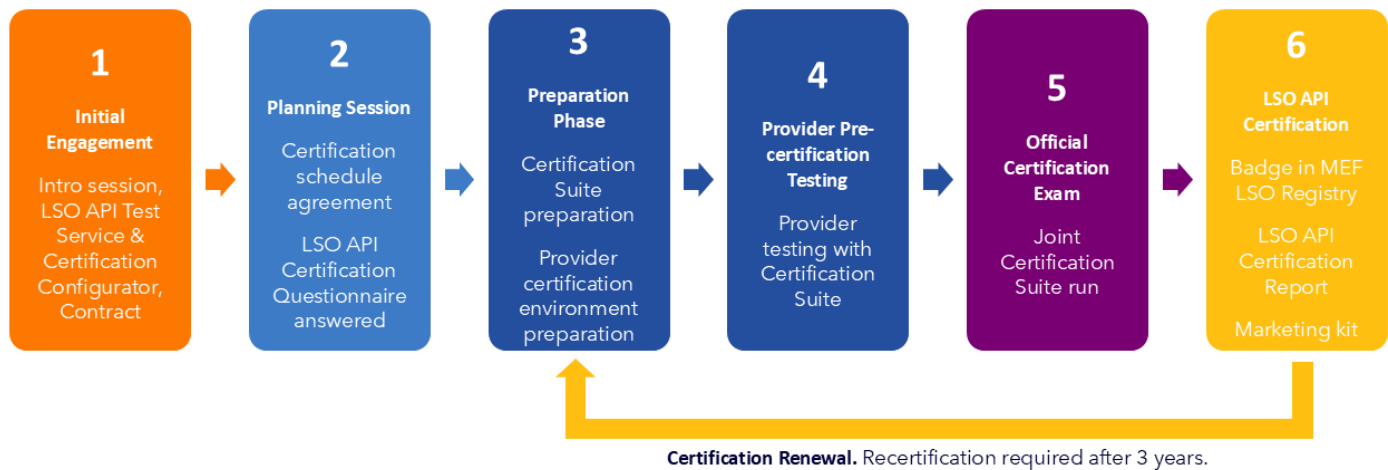 1
Initial
Engagement
Intro session,
LSO API Test
Service &
Certification
Configurator,
Contract
2
Planning Session
Certification
schedule
agreement
LSO API
Certification
Questionnaire
answered
3
Preparation
Phase
Certification
Suite
preparation
Provider
certification
environment
preparation
4
Provider Pre-
certification
Testing
Provider
testing with
Certification
Suite
5
Official
Certification
Exam
Joint
Certification
Suite run
6
LSO API
Certification
Badge in MEF
LSO Registry
LSO API
Certification
Report
Marketing kit
Certification Renewal. Recertification required after 3 years.